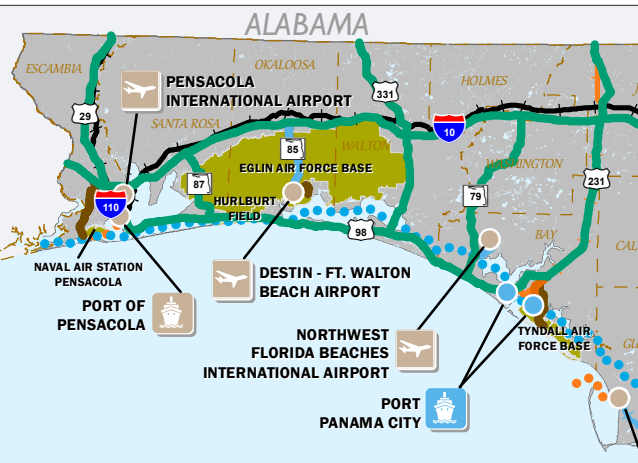 ALABAMA
ESCAMBIA
OKALOOSA
HOLMES
PENSACOLA
INTERNATIONAL AIRPORT
331
29
SANTA ROSA
10
85
WALTON
EGLIN AIR FORCE BASE
WASHINGTON
87
231
110
HURLBURT
FIELD
79
98
BAY
CAL
NAVAL AIR STATION
PENSACOLA
DESTIN - FT. WALTON
BEACH AIRPORT
PORT OF
PENSACOLA
NORTHWEST
FLORIDA BEACHES
INTERNATIONAL AIRPORT
TYNDALL AIR
FORCE BASE
GU
PORT
PANAMA CITY